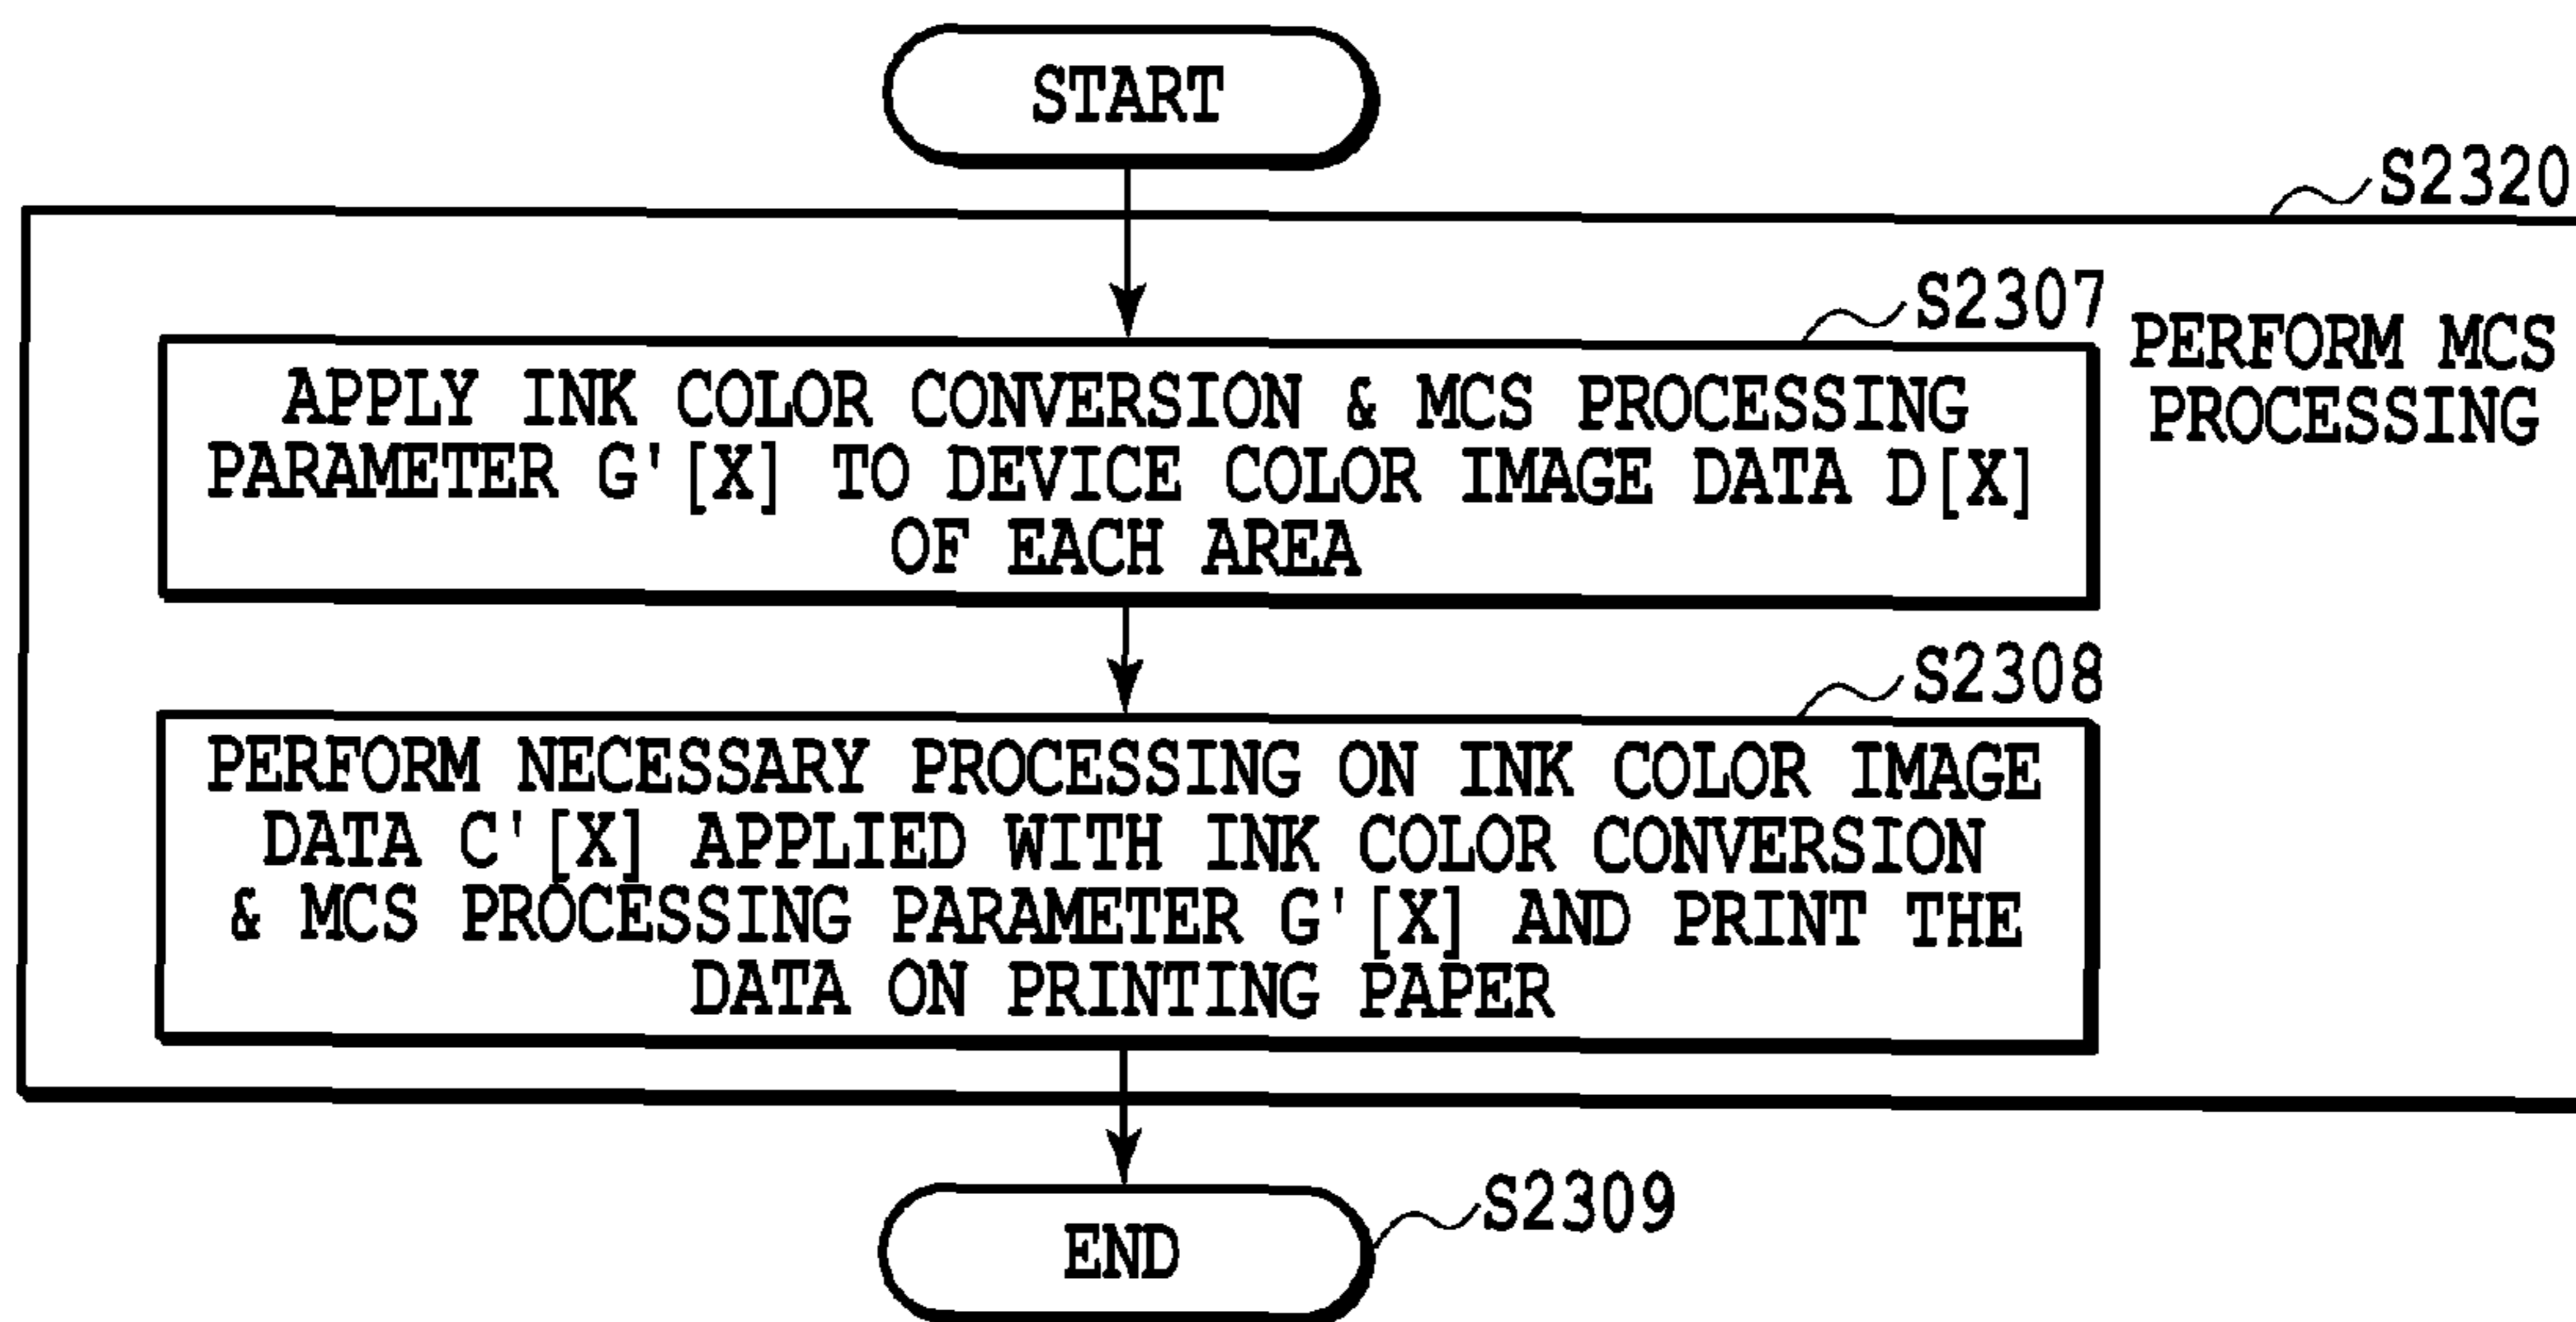 START
S2320
S2307
PERFORM MCS
PROCESSING
APPLY INK COLOR CONVERSION & MCS PROCESSING
PARAMETER G'[X] TO DEVICE COLOR IMAGE DATA D[X]
OF EACH AREA
S2308
PERFORM NECESSARY PROCESSING ON INK COLOR IMAGE
DATA C'[X] APPLIED WITH INK COLOR CONVERSION
& MCS PROCESSING PARAMETER G'[X] AND PRINT THE
DATA ON PRINTING PAPER
S2309
END